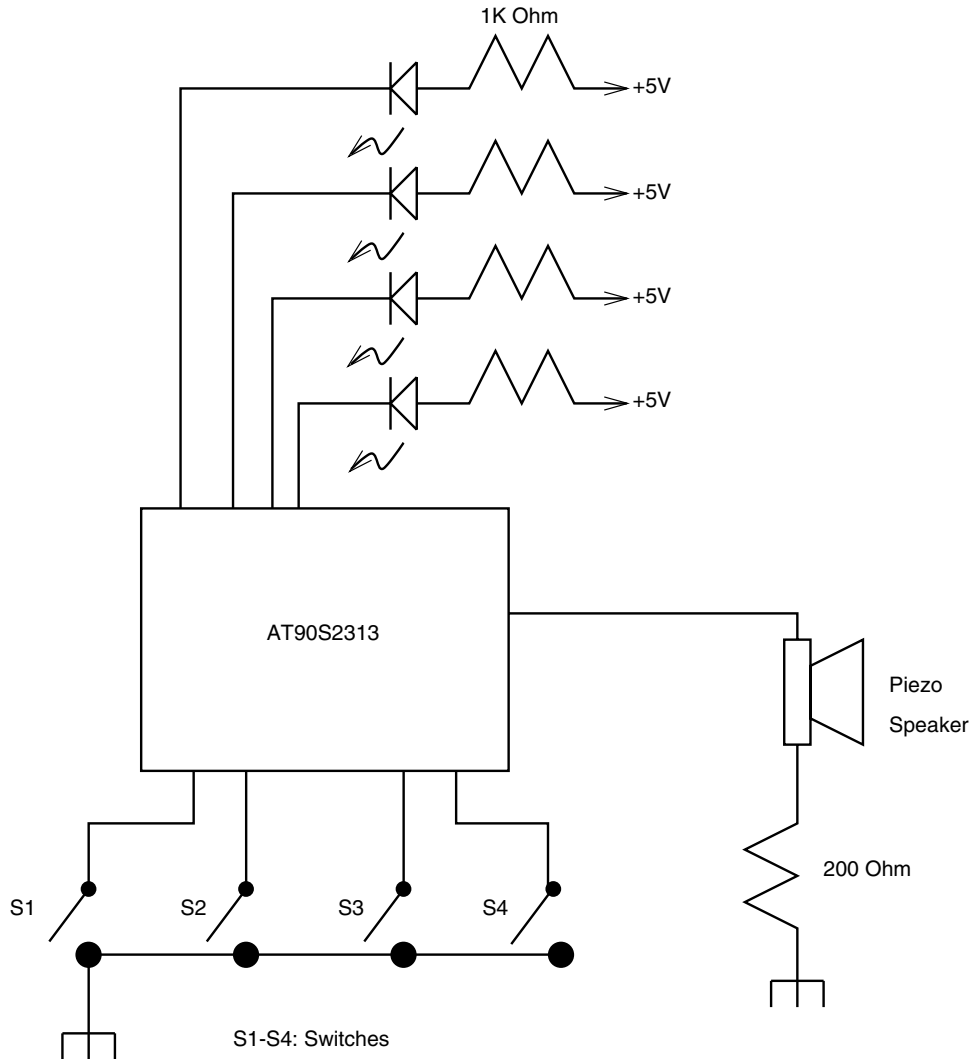 1K Ohm
+5V
+5V
+5V
+5V
AT90S2313
Piezo
Speaker
200 Ohm
S1
S2
S3
S4
S1-S4: Switches